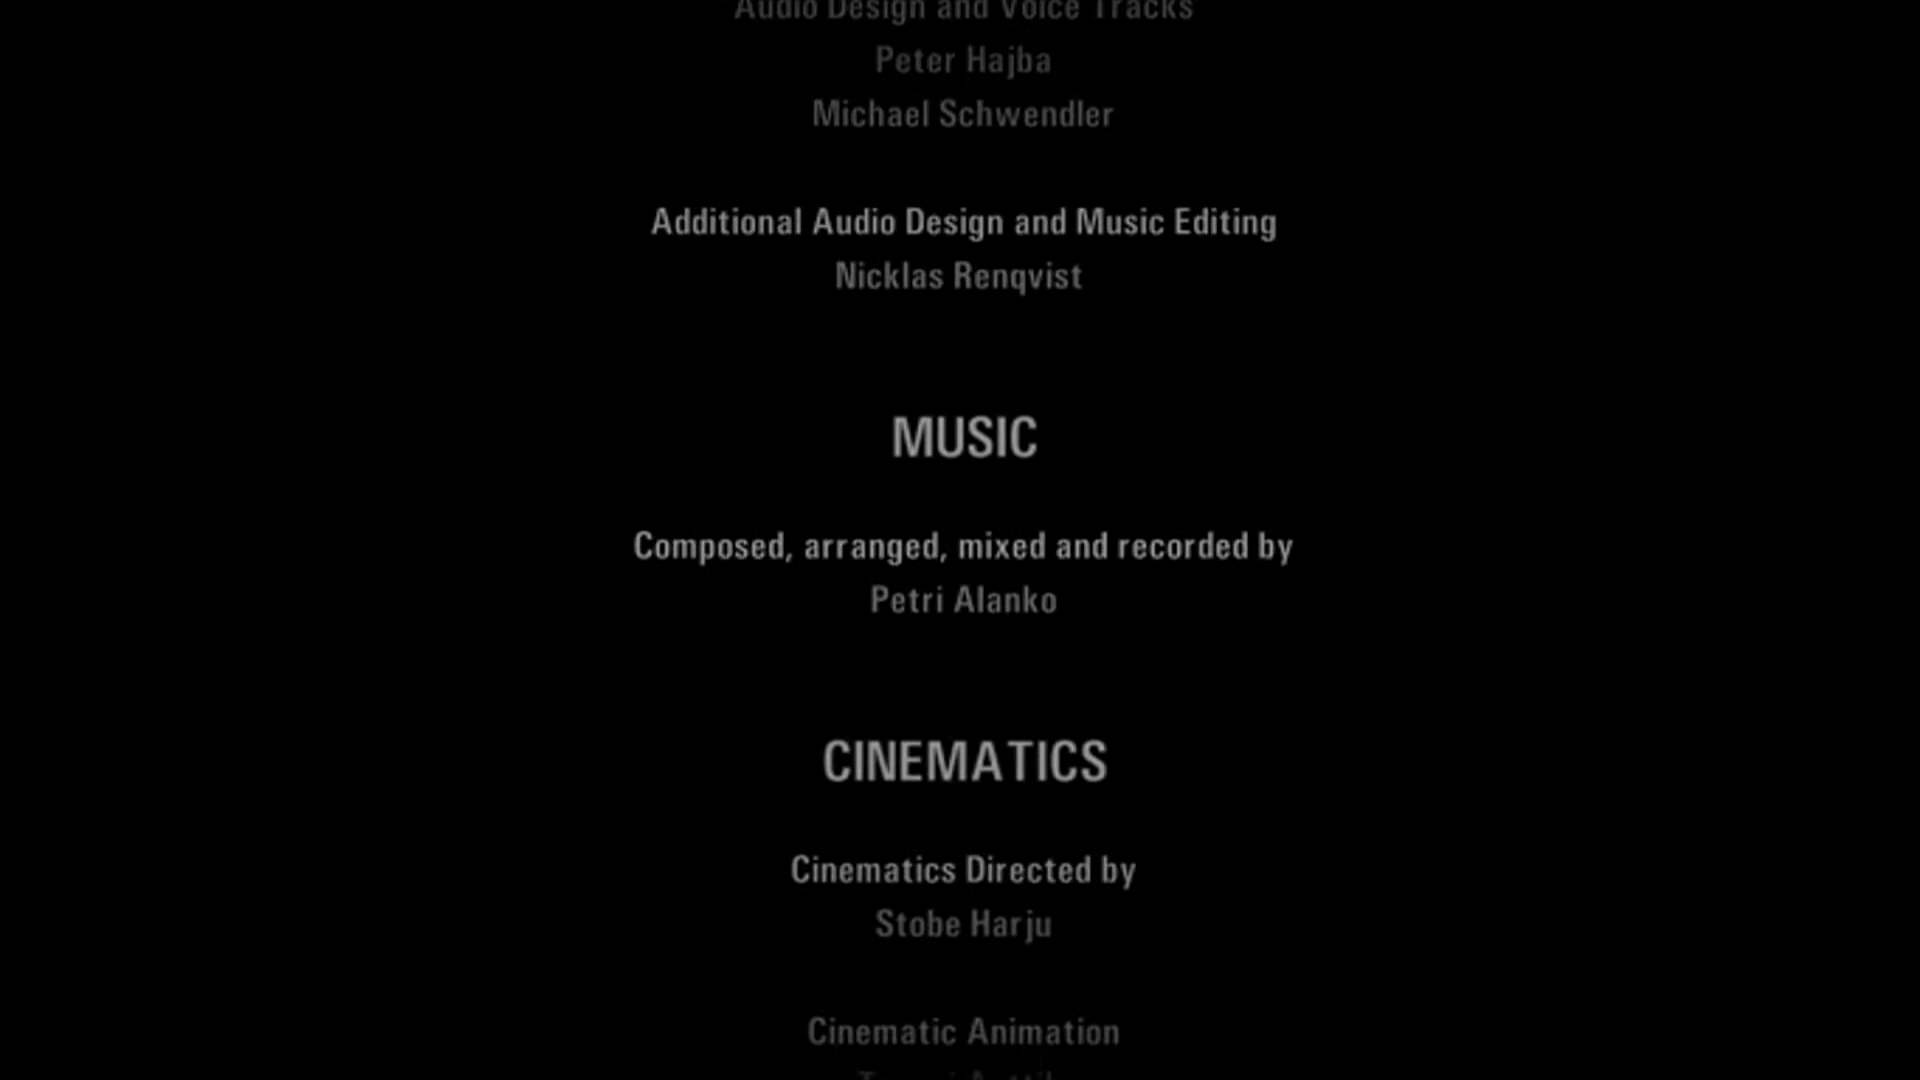 Audio Design and Voice Tracks
Peter Hajba
Michael Schwendler
Additional Audio Design and Music Editing
Nicklas Renqvist
MUSIC
Composed, arranged, mixed and recorded by
Petri Alanko
CINEMATICS
Cinematics Directed by
Stobe Harju
Cinematic Animation